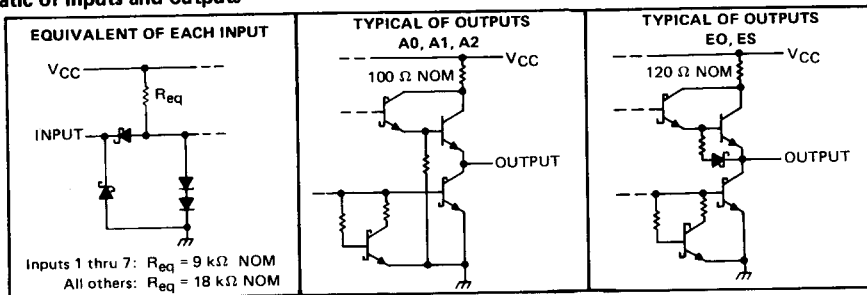 EQUIVALENT OF EACH INPUT
VCC
Req
INPUT
Inputs 1 thru 7: Req = 9 kΩ NOM
All others: Req = 18 kΩ NOM
TYPICAL OF OUTPUTS
A0, A1, A2
VCC
100 Ω NOM
OUTPUT
TYPICAL OF OUTPUTS
EO, ES
VCC
120 Ω NOM
OUTPUT